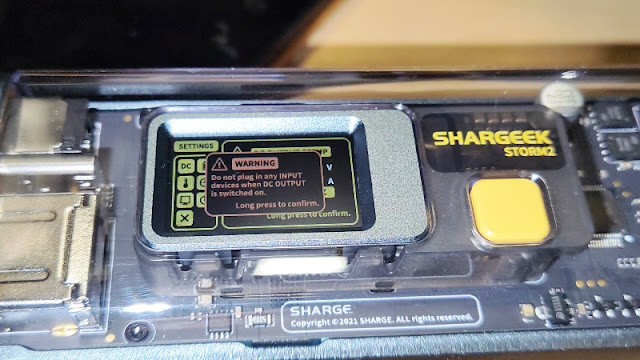 SETTINGS
DC
WARNING
Do not plug in any INPUT
devices when DC OUTPUT
is switched on.
Long press to confirm.
V
A
Long press to confirm.
SHARGEEK
STORM2
SHARGE
Copyright © 2021 SHARGE. ALL rights reserved.